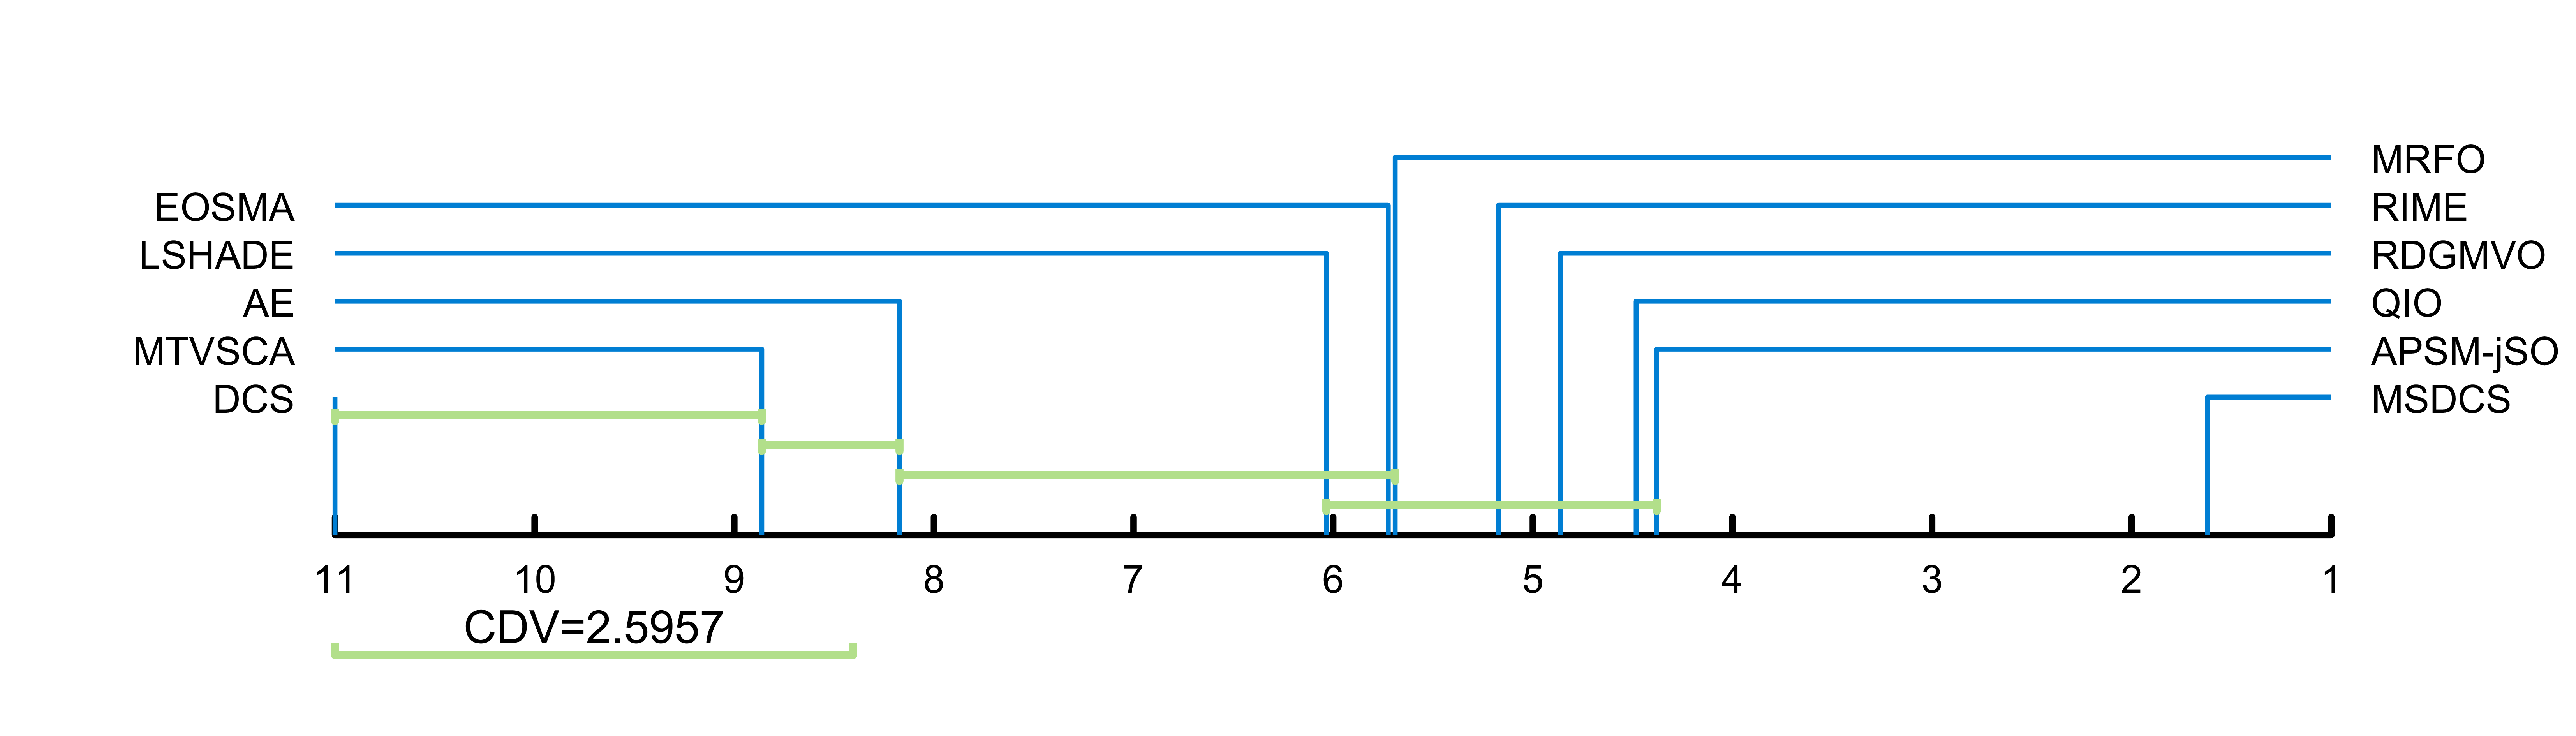 MRFO
EOSMA RIME
LSHADE RDGMVO
AE QIO
MTVSCA APSM-jSO
DCS MSDCS
11 10 9 8 7 6 5 4 3 2 1
CDV=2.5957